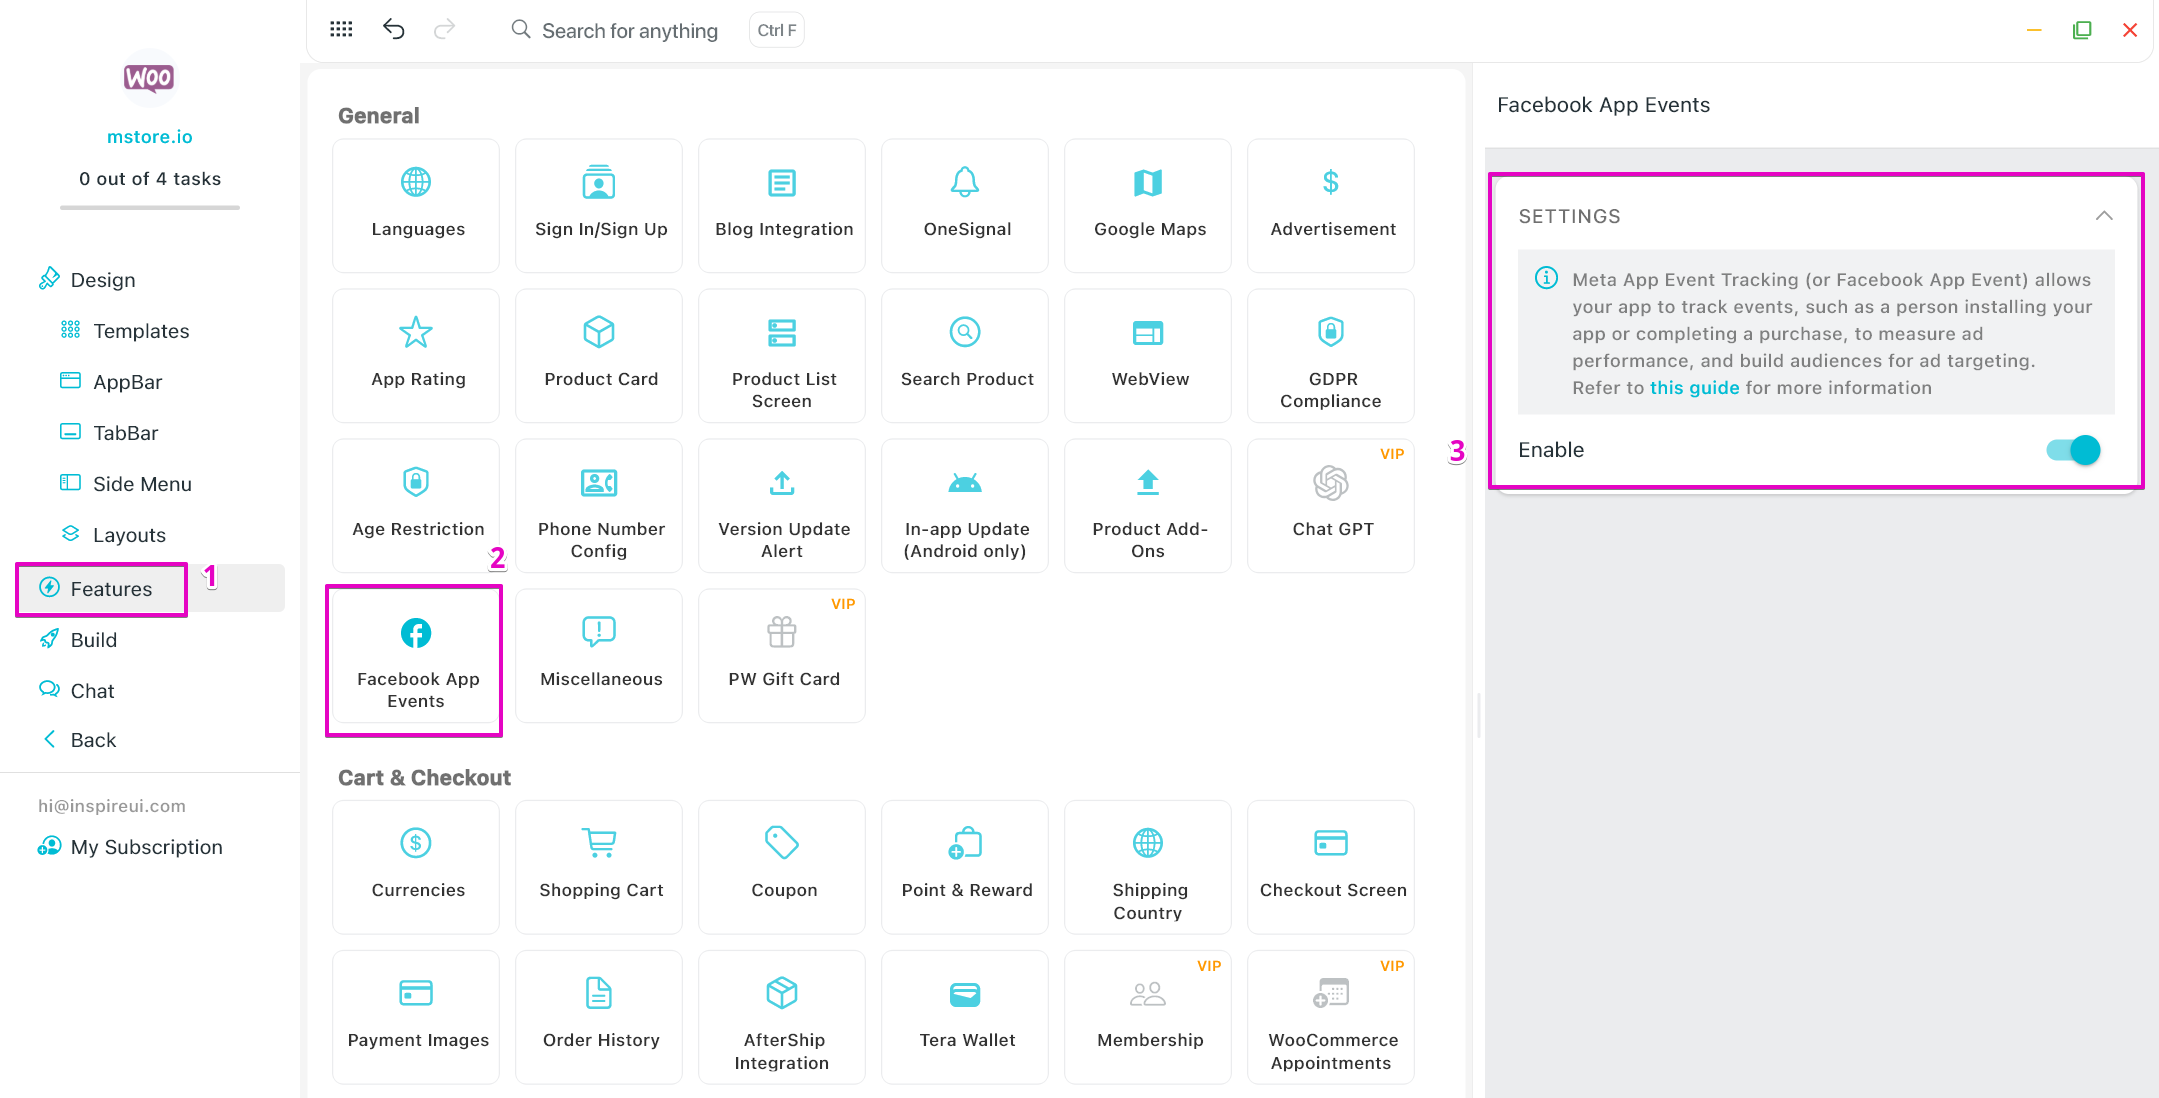 Search for anything
Ctrl F
WOO
mstore.io
0 out of 4 tasks
Design
Templates
AppBar
TabBar
Side Menu
Layouts
Features
1
Build
Chat
Back
hi@inspireui.com
My Subscription
General
Languages
Sign In/Sign Up
Blog Integration
OneSignal
Google Maps
Advertisement
App Rating
Product Card
Product List
Screen
Search Product
WebView
GDPR
Compliance
Age Restriction
Phone Number
Config
Version Update
Alert
In-app Update
(Android only)
Product Add-
Ons
VIP
Chat GPT
2
Facebook App
Events
Miscellaneous
VIP
PW Gift Card
Cart & Checkout
Currencies
Shopping Cart
Coupon
Point & Reward
Shipping
Country
Checkout Screen
Payment Images
Order History
AfterShip
Integration
Tera Wallet
VIP
Membership
VIP
WooCommerce
Appointments
Facebook App Events
3
SETTINGS
Meta App Event Tracking (or Facebook App Event) allows
your app to track events, such as a person installing your
app or completing a purchase, to measure ad
performance, and build audiences for ad targeting.
Refer to this guide for more information
Enable